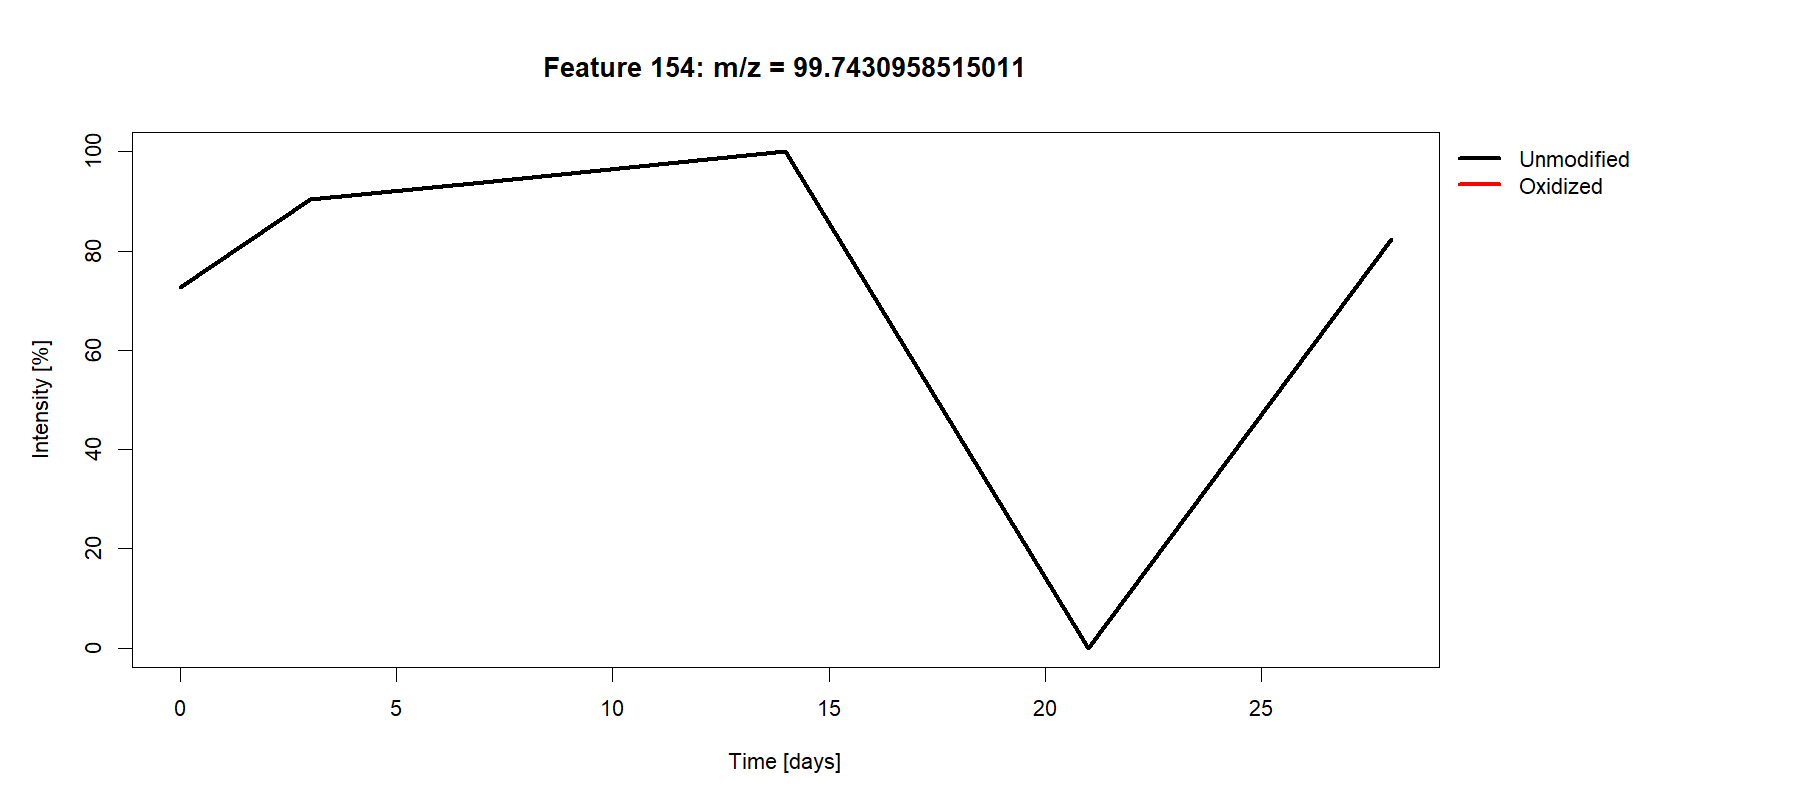 Feature 154: m/z = 99.7430958515011
Unmodified
Oxidized
Intensity [%]
100
80
60
40
20
0
0 5 10 15 20 25
Time [days]